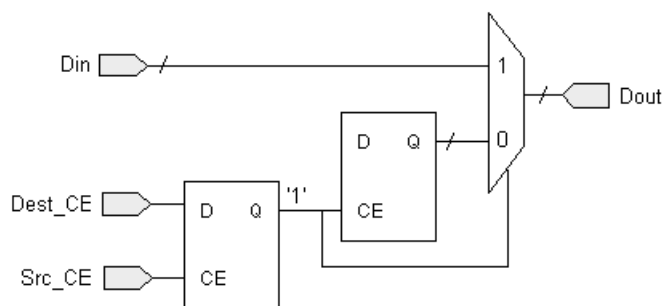 Din
1
Dout
D Q
0
Dest_CE
'1'
D Q
CE
Src_CE
CE